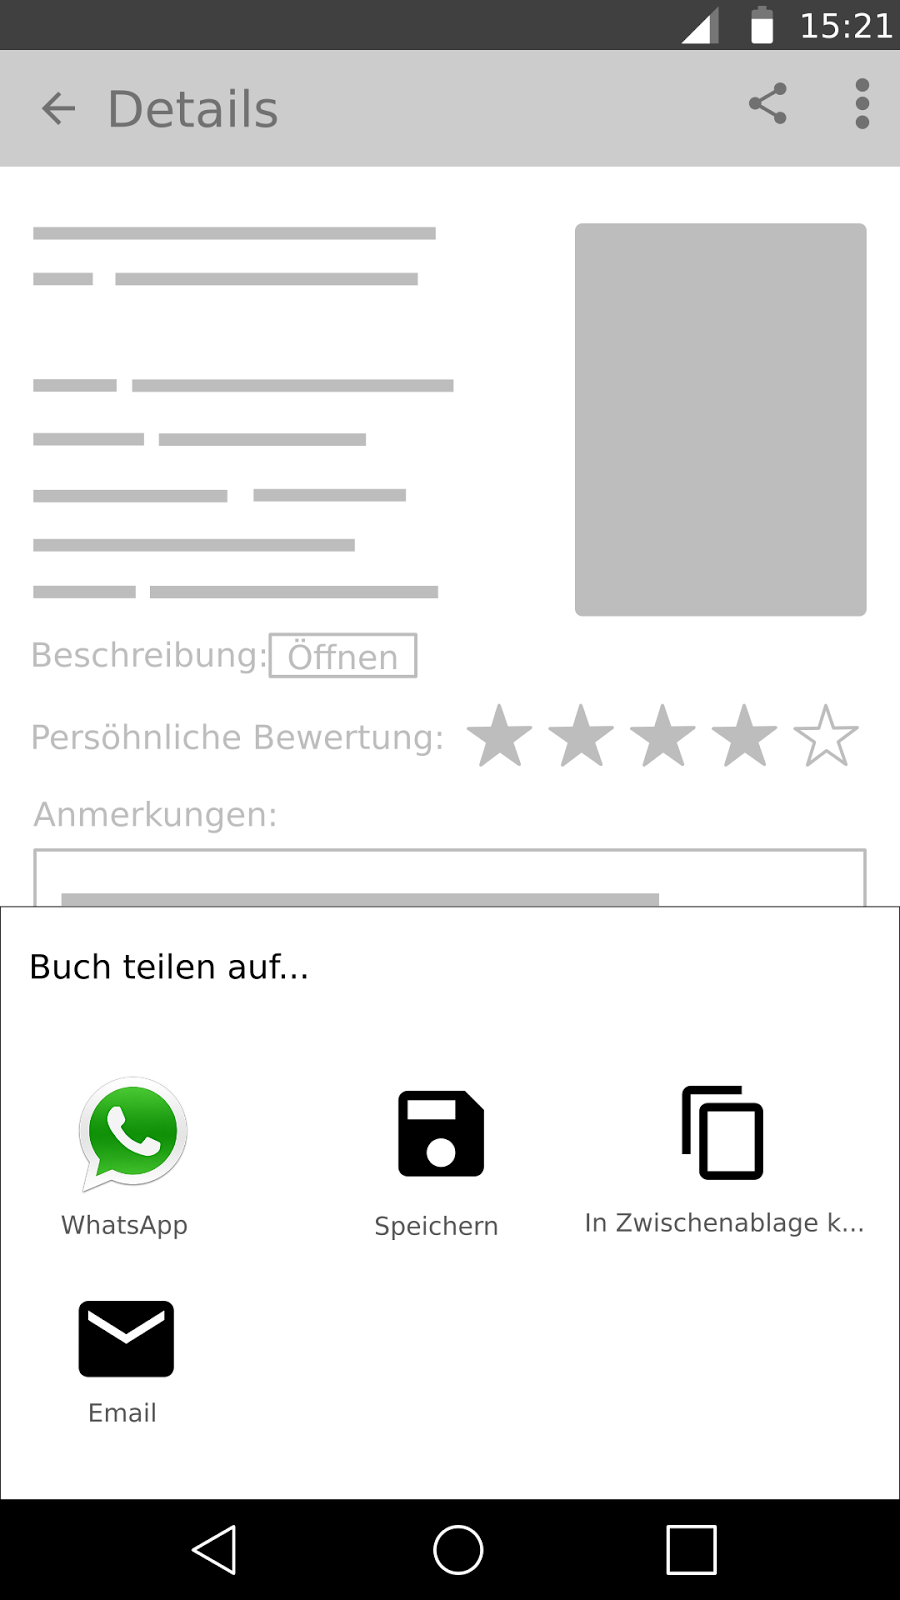 15:21
Details
Beschreibung: Öffnen
Persöhnliche Bewertung:
Anmerkungen:
Buch teilen auf...
WhatsApp
Speichern
In Zwischenablage k...
Email